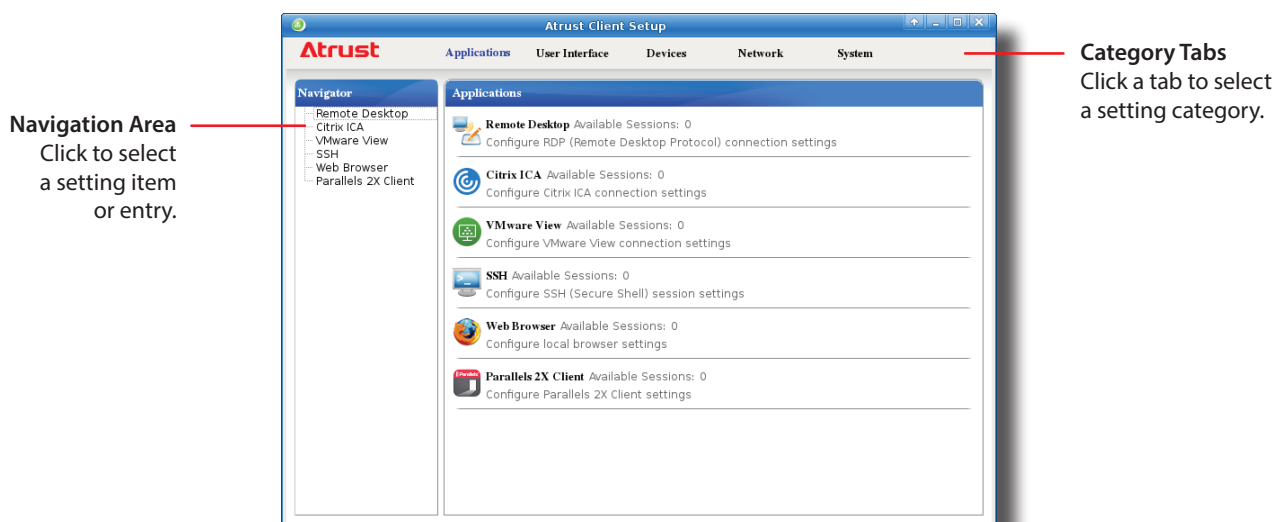 Atrust Client Setup
Atrust
Applications User Interface Devices Network System
Category Tabs
Click a tab to select
a setting category.
Navigation Area
Click to select
a setting item
or entry.
Navigator
Remote Desktop
Citrix ICA
VMware View
SSH
Web Browser
Parallels 2X Client
Applications
Remote Desktop Available Sessions: 0
Configure RDP (Remote Desktop Protocol) connection settings
Citrix ICA Available Sessions: 0
Configure Citrix ICA connection settings
VMware View Available Sessions: 0
Configure VMware View connection settings
SSH Available Sessions: 0
Configure SSH (Secure Shell) session settings
Web Browser Available Sessions: 0
Configure local browser settings
Parallels
Parallels 2X Client Available Sessions: 0
Configure Parallels 2X Client settings